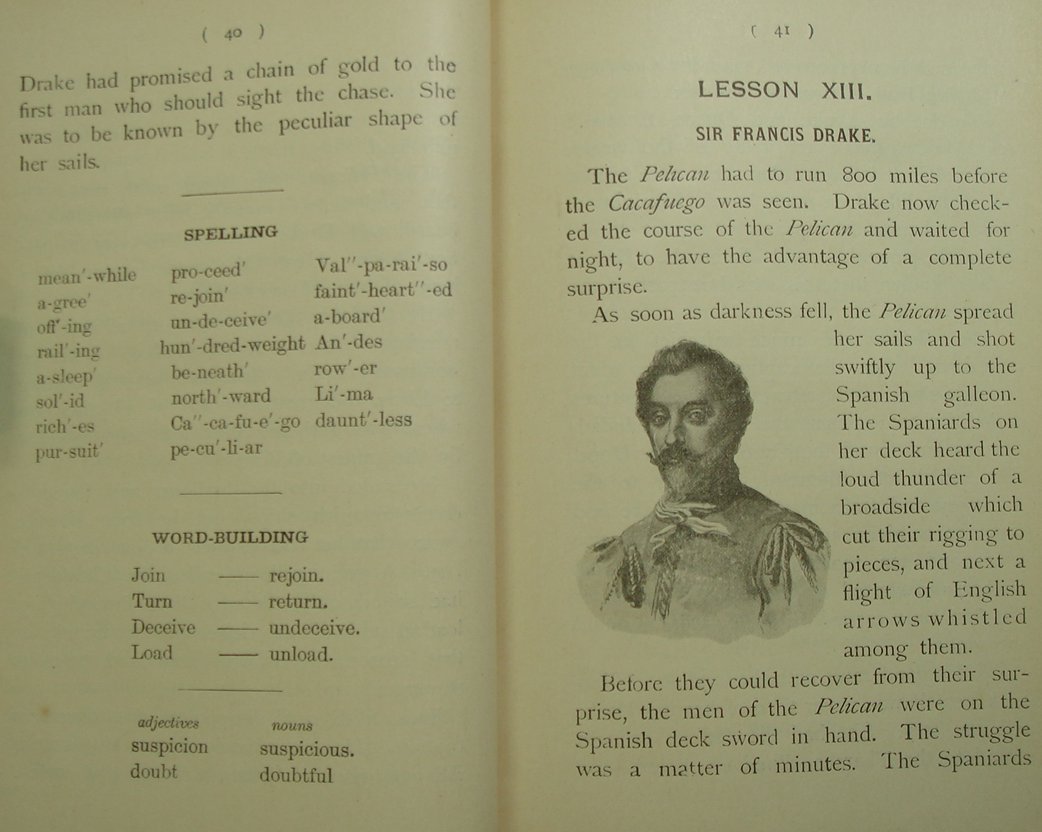 ( 40 )
Drake had promised a chain of gold to the
first man who should sight the chase. She
was to be known by the peculiar shape of
her sails.
SPELLING
mean′-while pro-ceed′ Val″-pa-rai′-so
a-gree′ re-join′ faint′-heart″-ed
off′-ing un-de-ceive′ a-board′
rail′-ing hun′-dred-weight An′-des
a-sleep′ be-neath′ row′-er
sol′-id north′-ward Li′-ma
rich′-es Ca″-ca-fu-e′-go daunt′-less
pur-suit′ pe-cu′-li-ar
WORD-BUILDING
Join —— rejoin.
Turn —— return.
Deceive —— undeceive.
Load —— unload.
adjectives nouns
suspicion suspicious.
doubt doubtful
( 41 )
LESSON XIII.
SIR FRANCIS DRAKE.
The Pelican had to run 800 miles before
the Cacafuego was seen. Drake now check-
ed the course of the Pelican and waited for
night, to have the advantage of a complete
surprise.
As soon as darkness fell, the Pelican spread
her sails and shot
swiftly up to the
Spanish galleon.
The Spaniards on
her deck heard the
loud thunder of a
broadside which
cut their rigging to
pieces, and next a
flight of English
arrows whistled
among them.
Before they could recover from their sur-
prise, the men of the Pelican were on the
Spanish deck sword in hand. The struggle
was a matter of minutes. The Spaniards